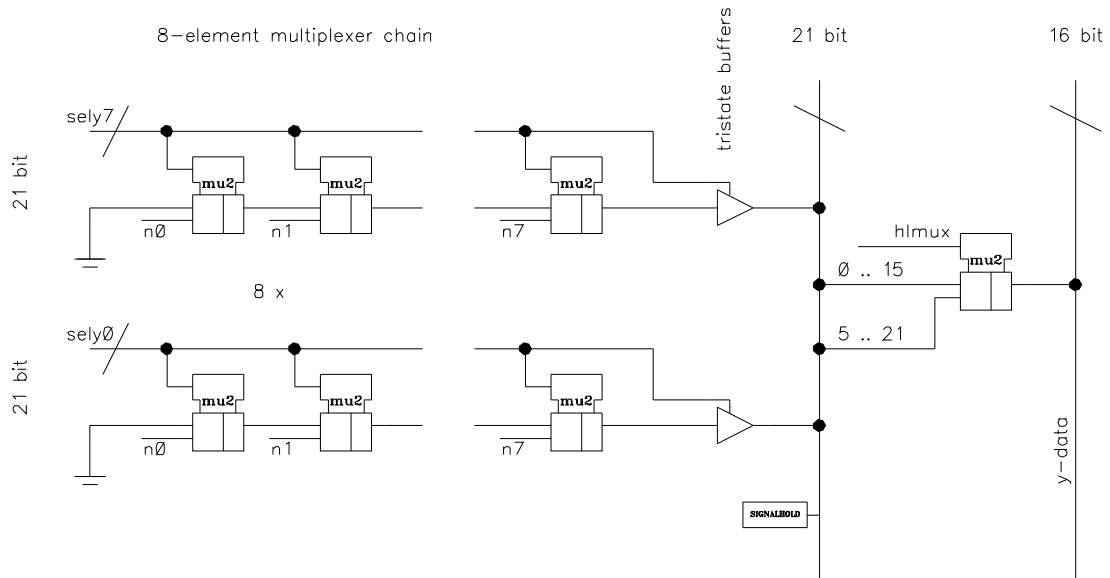 8-element multiplexer chain
tristate buffers
21 bit
16 bit
sely7
21 bit
mu2
mu2
mu2
n0
n1
n7
hlmux
mu2
0 .. 15
8 x
5 .. 21
sely0
21 bit
mu2
mu2
mu2
n0
n1
n7
y-data
SIGNALHOLD